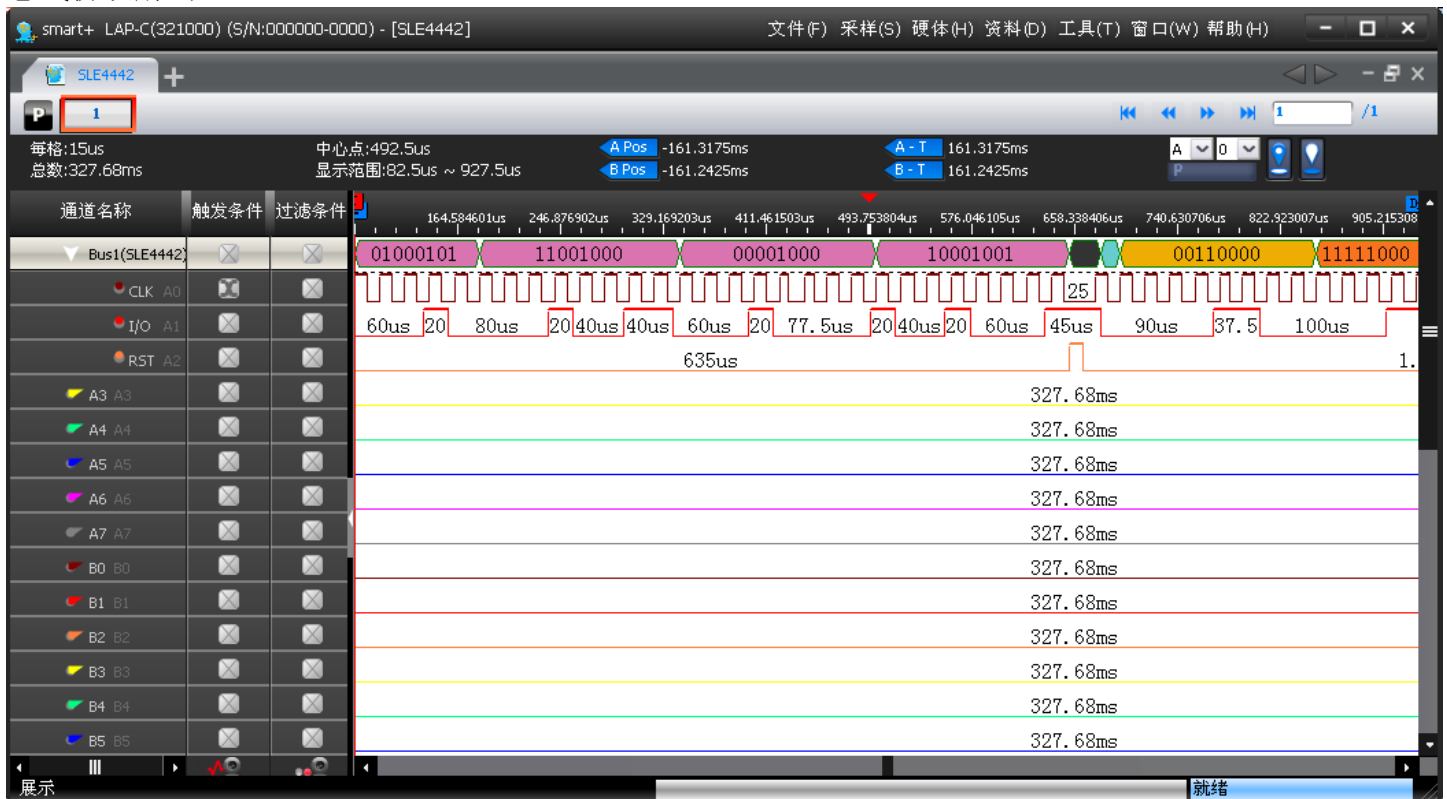 smart+ LAP-C(321000) (S/N:000000-0000) - [SLE4442] 文件(F) 采样(S) 硬体(H) 资料(D) 工具(T) 窗口(W) 帮助(H)
SLE4442
P 1 1 /1
每格:15us 中心点:492.5us A Pos -161.3175ms A - T 161.3175ms A 0
总数:327.68ms 显示范围:82.5us ~ 927.5us B Pos -161.2425ms B - T 161.2425ms P
通道名称 触发条件 过滤条件 164.584601us 246.876902us 329.169203us 411.461503us 493.753804us 576.046105us 658.338406us 740.630706us 822.923007us 905.215308 D
Bus1(SLE4442) 01000101 11001000 00001000 10001001 00110000 11111000
CLK A0 25
I/O A1 60us 20 80us 20 40us 40us 60us 20 77.5us 20 40us 20 60us 45us 90us 37.5 100us
RST A2 635us 1.
A3 A3 327.68ms
A4 A4 327.68ms
A5 A5 327.68ms
A6 A6 327.68ms
A7 A7 327.68ms
B0 B0 327.68ms
B1 B1 327.68ms
B2 B2 327.68ms
B3 B3 327.68ms
B4 B4 327.68ms
B5 B5 327.68ms
展示 就绪